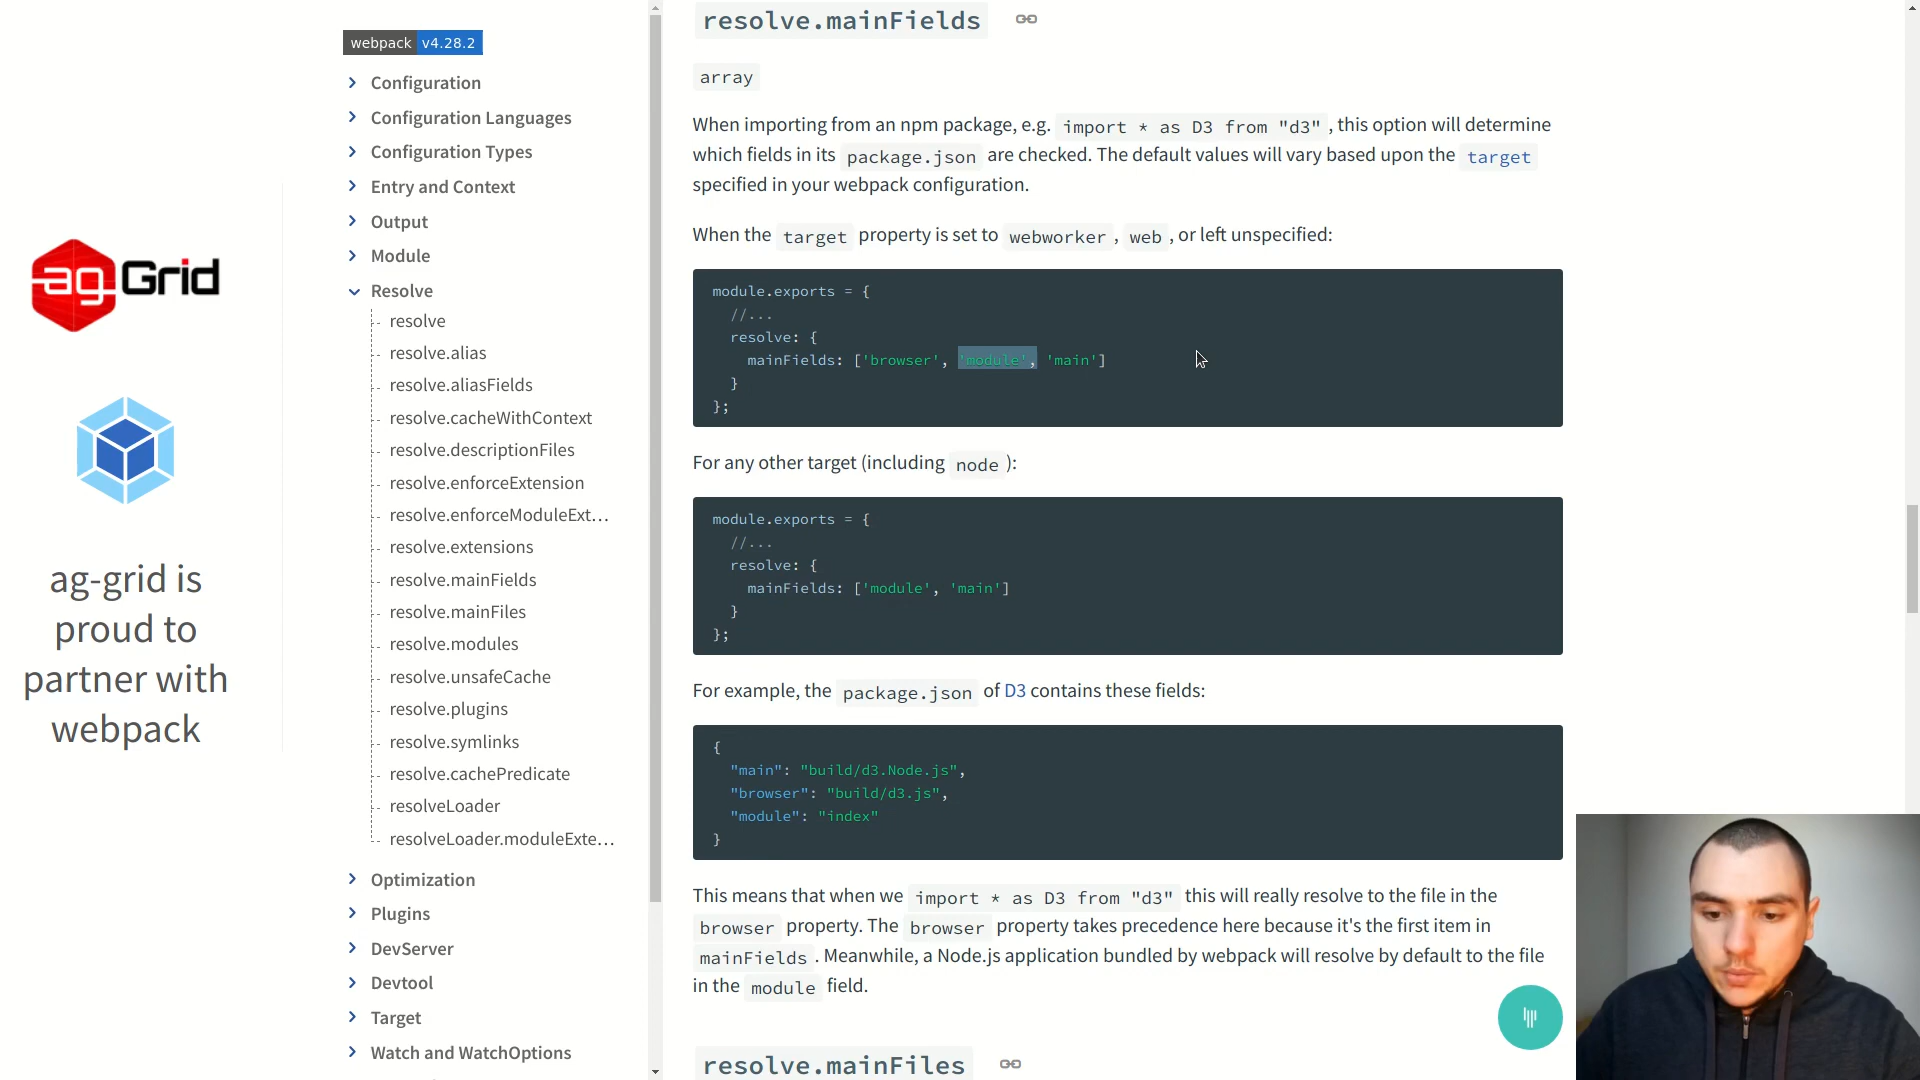 ag-Grid
ag-grid is
proud to
partner with
webpack
webpack v4.28.2
Configuration
Configuration Languages
Configuration Types
Entry and Context
Output
Module
Resolve
resolve
resolve.alias
resolve.aliasFields
resolve.cacheWithContext
resolve.descriptionFiles
resolve.enforceExtension
resolve.enforceModuleExt...
resolve.extensions
resolve.mainFields
resolve.mainFiles
resolve.modules
resolve.unsafeCache
resolve.plugins
resolve.symlinks
resolve.cachePredicate
resolveLoader
resolveLoader.moduleExte...
Optimization
Plugins
DevServer
Devtool
Target
Watch and WatchOptions
resolve.mainFields
array
When importing from an npm package, e.g. import * as D3 from "d3", this option will determine
which fields in its package.json are checked. The default values will vary based upon the target
specified in your webpack configuration.
When the target property is set to webworker, web, or left unspecified:
module.exports = {
//...
resolve: {
mainFields: ['browser', 'module', 'main']
}
};
For any other target (including node):
module.exports = {
//...
resolve: {
mainFields: ['module', 'main']
}
};
For example, the package.json of D3 contains these fields:
{
"main": "build/d3.Node.js",
"browser": "build/d3.js",
"module": "index"
}
This means that when we import * as D3 from "d3" this will really resolve to the file in the
browser property. The browser property takes precedence here because it's the first item in
mainFields. Meanwhile, a Node.js application bundled by webpack will resolve by default to the file
in the module field.
resolve.mainFiles